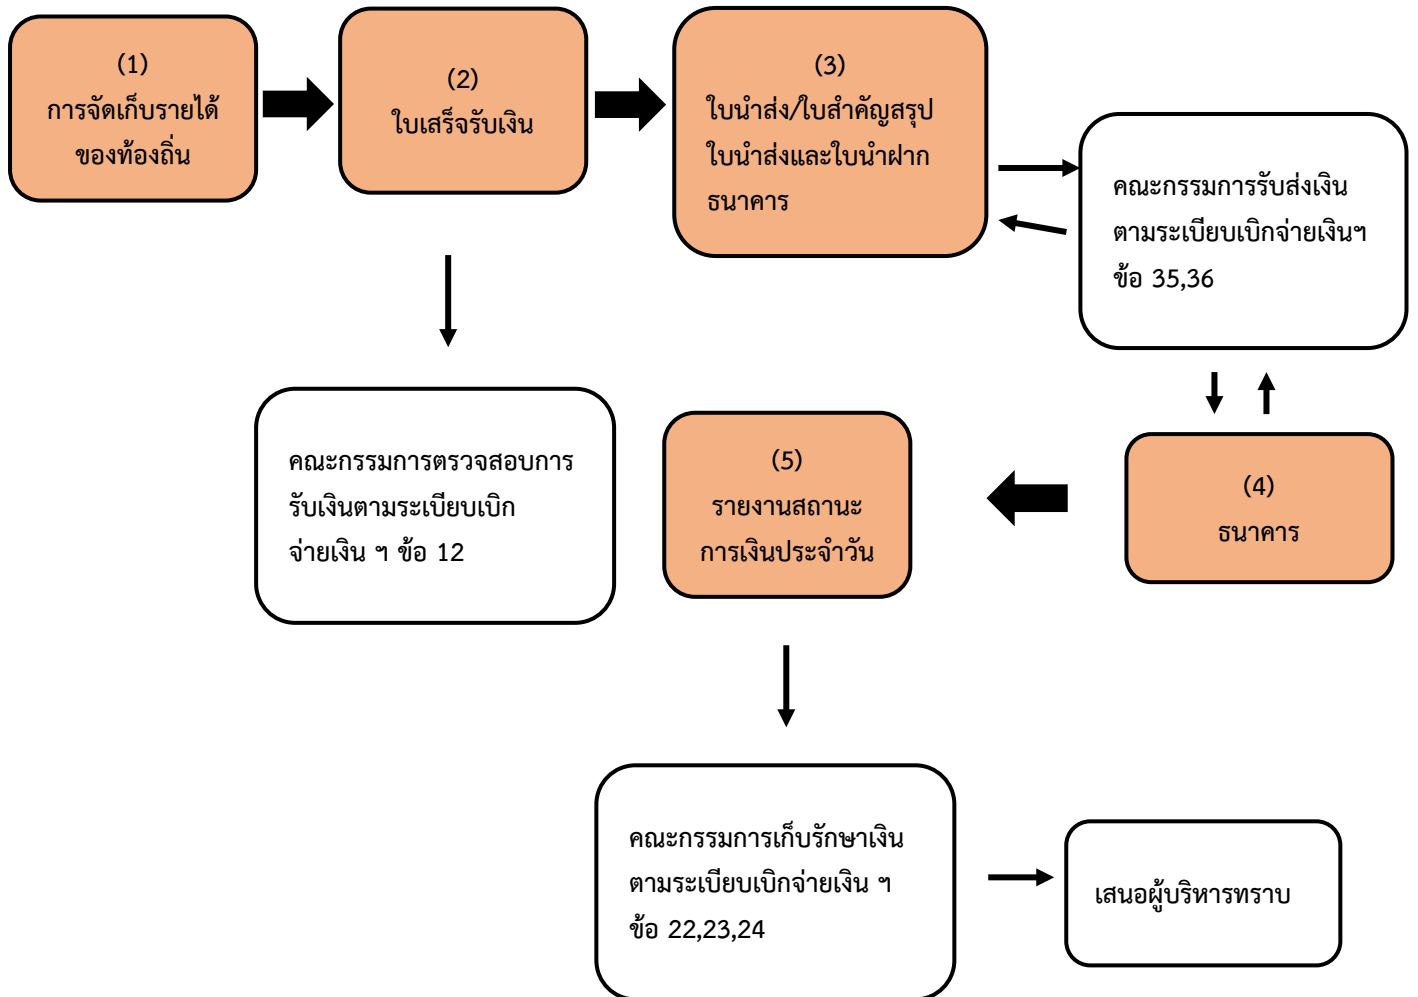 (1)
การจัดเก็บรายได้
ของท้องถิ่น
(2)
ใบเสร็จรับเงิน
(3)
ใบนำส่ง/ใบสำคัญสรุป
ใบนำส่งและใบนำฝาก
ธนาคาร
คณะกรรมการรับส่งเงิน
ตามระเบียบเบิกจ่ายเงินฯ
ข้อ 35,36
คณะกรรมการตรวจสอบการ
รับเงินตามระเบียบเบิก
จ่ายเงิน ฯ ข้อ 12
(5)
รายงานสถานะ
การเงินประจำวัน
(4)
ธนาคาร
คณะกรรมการเก็บรักษาเงิน
ตามระเบียบเบิกจ่ายเงิน ฯ
ข้อ 22,23,24
เสนอผู้บริหารทราบ